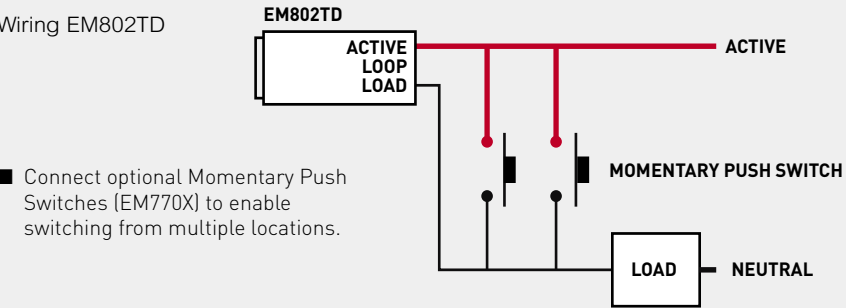 Wiring EM802TD
EM802TD
ACTIVE
LOOP
LOAD
ACTIVE
MOMENTARY PUSH SWITCH
■ Connect optional Momentary Push
Switches (EM770X) to enable
switching from multiple locations.
LOAD
NEUTRAL